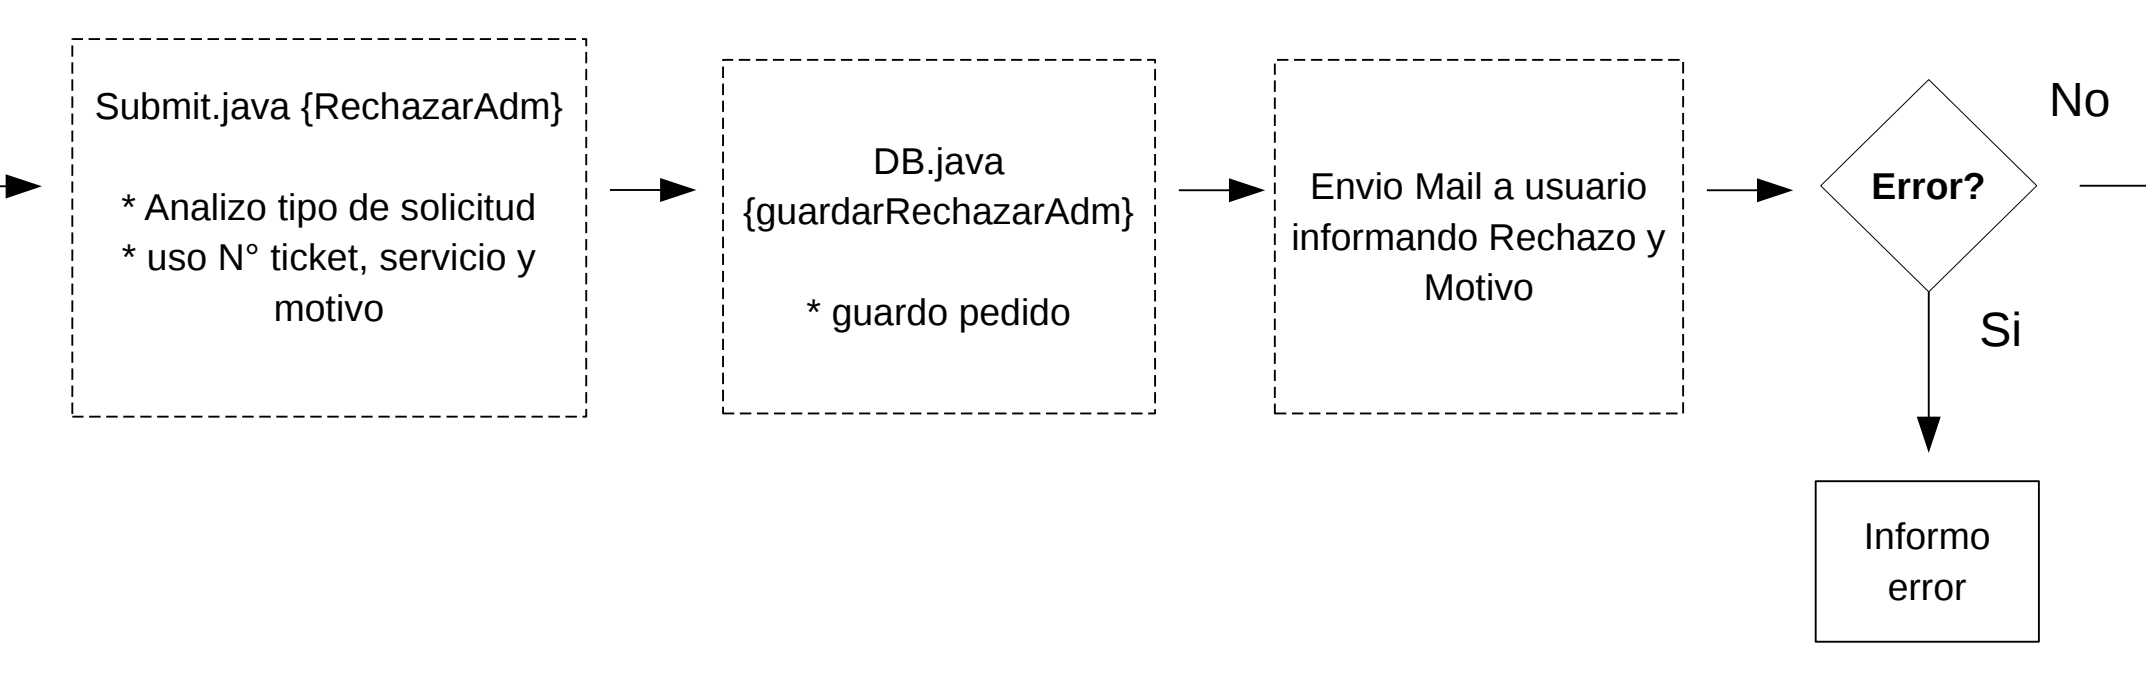 Submit.java {RechazarAdm}
* Analizo tipo de solicitud
* uso N° ticket, servicio y
motivo
DB.java
{guardarRechazarAdm}
* guardo pedido
Envio Mail a usuario
informando Rechazo y
Motivo
Error?
No
Si
Informo
error